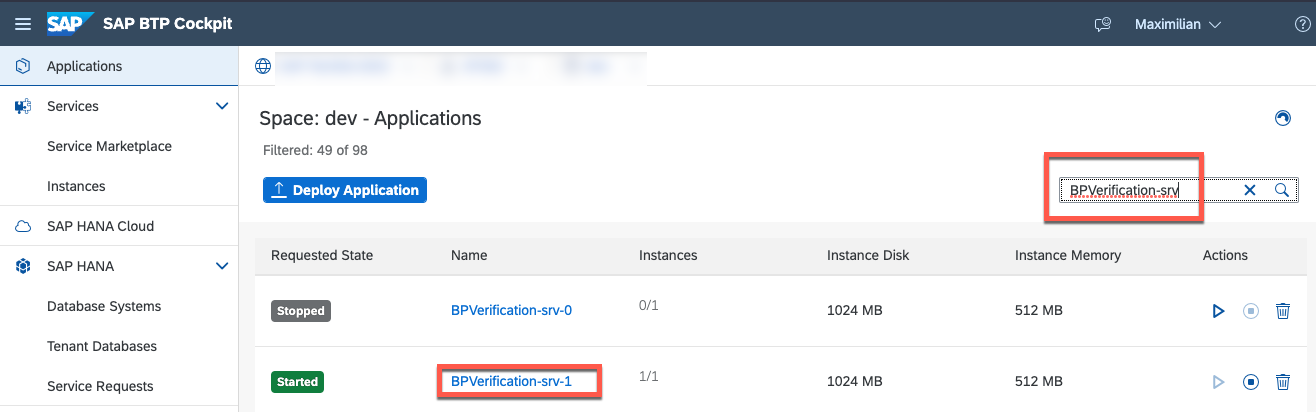 SAP SAP BTP Cockpit Maximilian
Applications
Services
Service Marketplace
Instances
SAP HANA Cloud
SAP HANA
Database Systems
Tenant Databases
Service Requests
Space: dev - Applications
Filtered: 49 of 98
Deploy Application
BPVerification-srv
Requested State Name Instances Instance Disk Instance Memory Actions
Stopped BPVerification-srv-0 0/1 1024 MB 512 MB
Started BPVerification-srv-1 1/1 1024 MB 512 MB